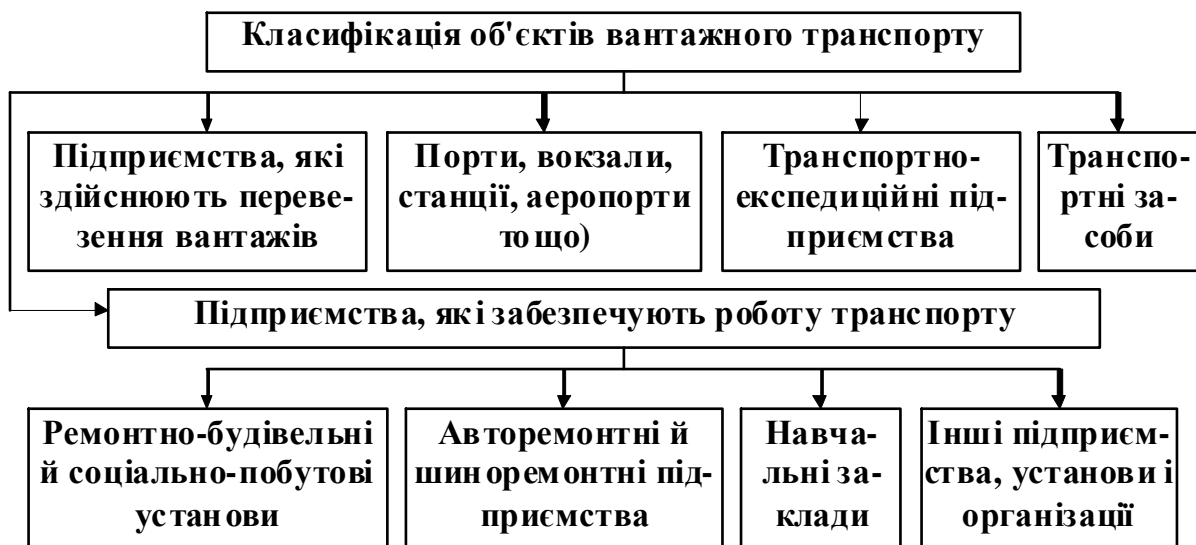 Класифікація об'єктів вантажного транспорту
Підприємства, які
здійснюють переве-
зення вантажів
Порти, вокзали,
станції, аеропорти
тощо)
Транспортно-
експедиційні під-
приємства
Транспо-
ртні за-
соби
Підприємства, які забезпечують роботу транспорту
Ремонтно-будівельні
й соціально-побутові
установи
Авторемонтні й
шиноремонтні під-
приємства
Навча-
льні за-
клади
Інші підприєм-
ства, установи і
організації